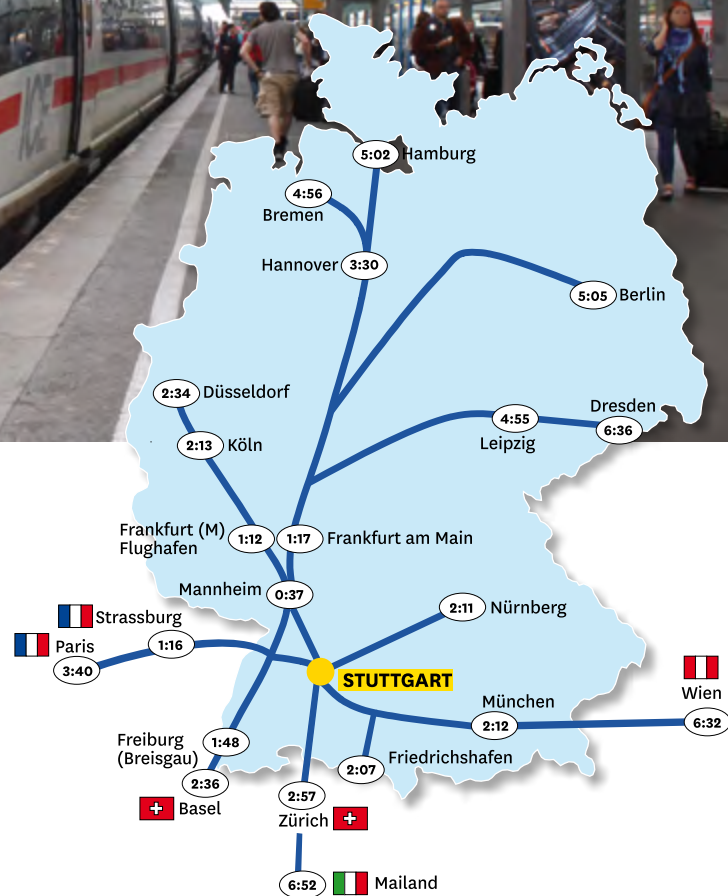 ICE
5:02 Hamburg
4:56
Bremen
Hannover 3:30
5:05 Berlin
2:34 Düsseldorf
Dresden
4:55
6:36
Leipzig
2:13 Köln
Frankfurt (M)
Flughafen
1:12
1:17 Frankfurt am Main
Mannheim 0:37
2:11 Nürnberg
Strassburg
1:16
Paris
3:40
STUTTGART
Wien
6:32
München
2:12
Freiburg
(Breisgau)
1:48
2:36
Basel
Friedrichshafen
2:07
2:57
Zürich
6:52 Mailand